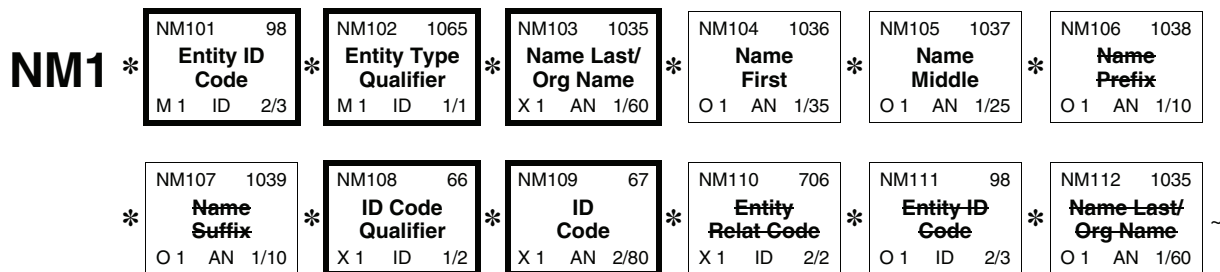 NM1 * NM101 98 * NM102 1065 * NM103 1035 * NM104 1036 * NM105 1037 * NM106 1038
Entity ID Entity Type Name Last/ Name Name Name
Code Qualifier Org Name First Middle Prefix
M 1 ID 2/3 M 1 ID 1/1 X 1 AN 1/60 O 1 AN 1/35 O 1 AN 1/25 O 1 AN 1/10
* NM107 1039 * NM108 66 * NM109 67 * NM110 706 * NM111 98 * NM112 1035 ~
Name ID Code ID Entity Entity ID Name Last/
Suffix Qualifier Code Relat Code Code Org Name
O 1 AN 1/10 X 1 ID 1/2 X 1 AN 2/80 X 1 ID 2/2 O 1 ID 2/3 O 1 AN 1/60